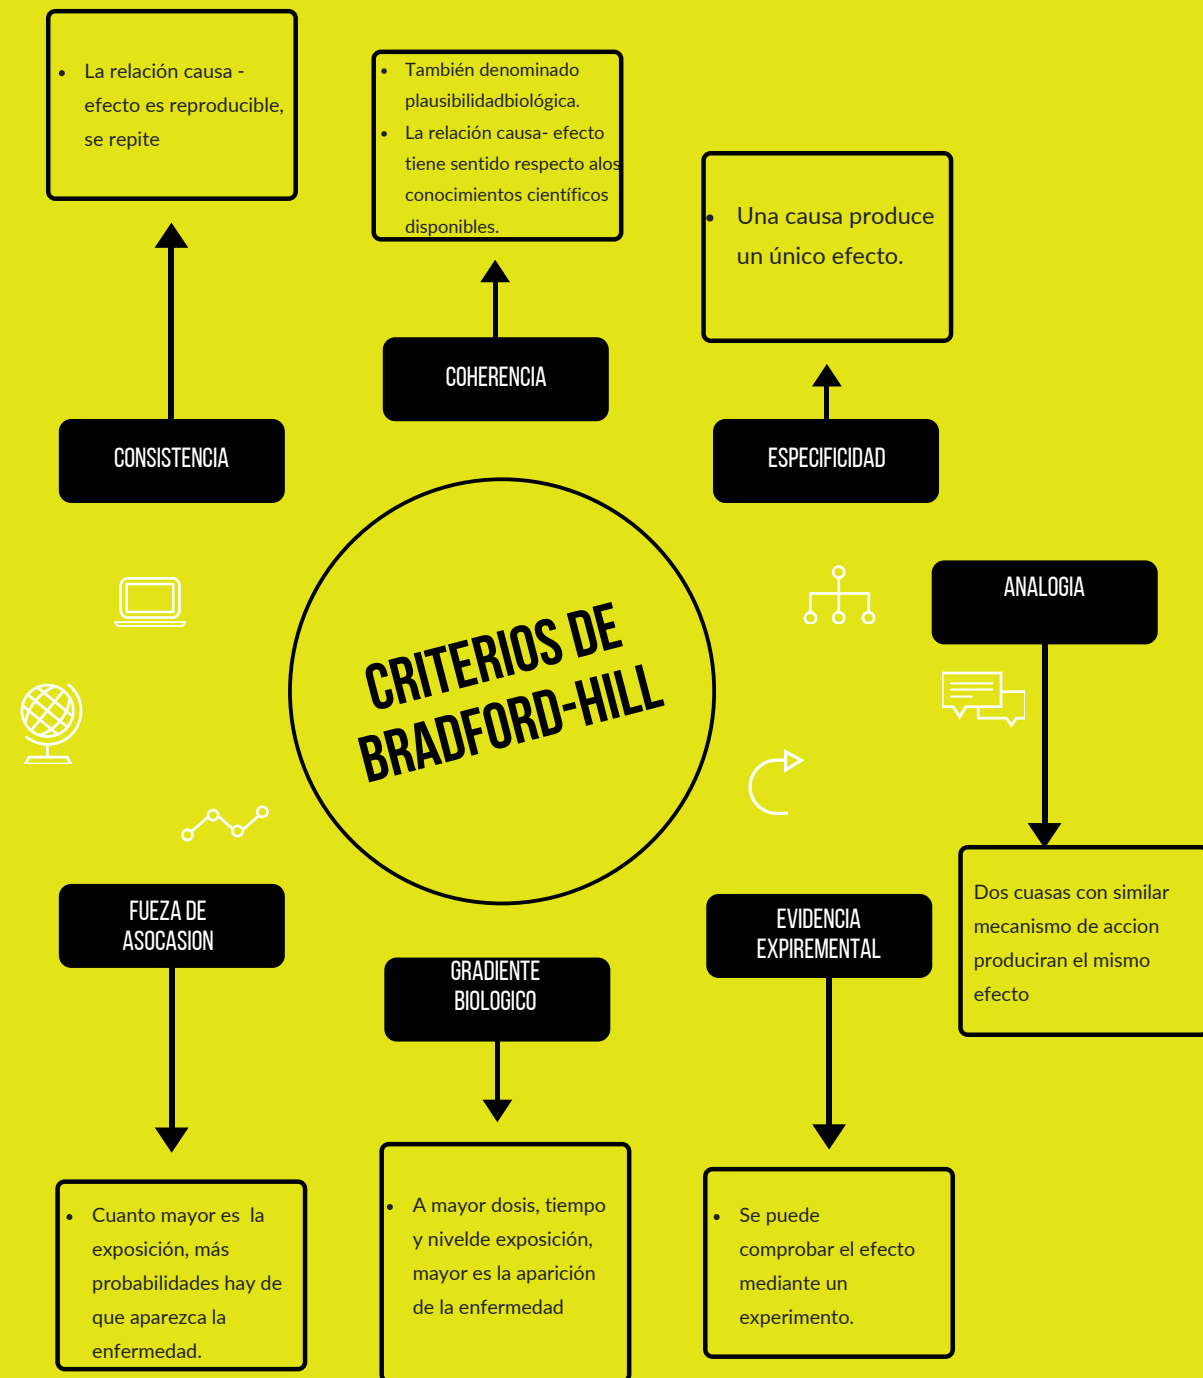 • La relación causa -
efecto es reproducible,
se repite
• También denominado
plausibilidadbiológica.
• La relación causa- efecto
tiene sentido respecto alos
conocimientos científicos
disponibles.
• Una causa produce
un único efecto.
COHERENCIA
CONSISTENCIA
ESPECIFICIDAD
ANALOGIA
CRITERIOS DE
BRADFORD-HILL
FUEZA DE
ASOCASION
GRADIENTE
BIOLOGICO
EVIDENCIA
EXPIREMENTAL
Dos cuasas con similar
mecanismo de accion
produciran el mismo
efecto
• Cuanto mayor es la
exposición, más
probabilidades hay de
que aparezca la
enfermedad.
• A mayor dosis, tiempo
y nivelde exposición,
mayor es la aparición
de la enfermedad
• Se puede
comprobar el efecto
mediante un
experimento.